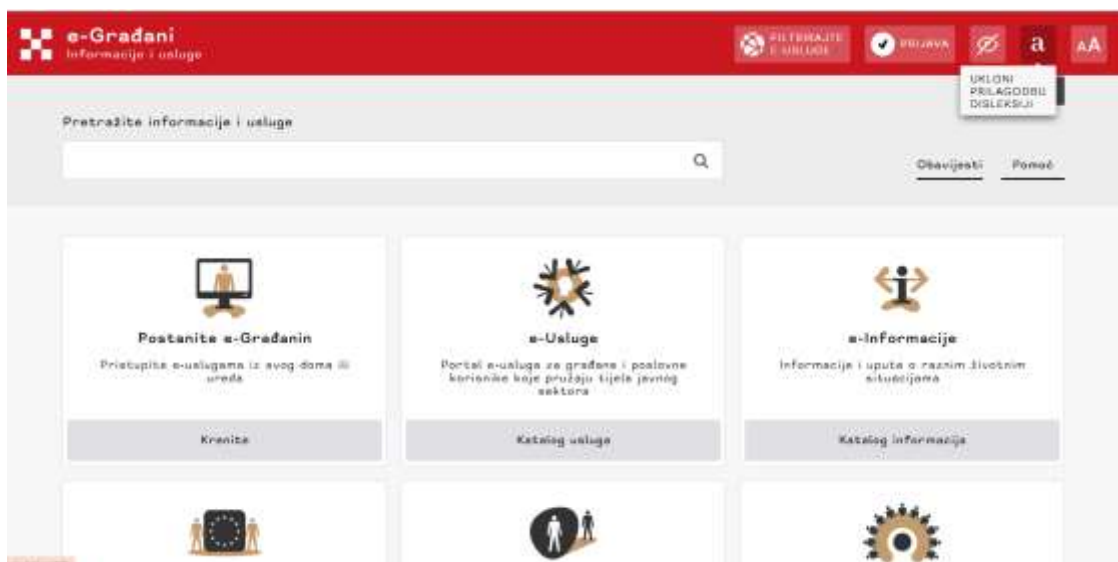 e-Građani
Informacije i usluge
FILTRIRAJTE
E-USLUGE
PRIJAVA
a
AA
UKLONI
PRILAGODBU
DISLEKSIJI
Pretražite informacije i usluge
Obavijesti
Pomoć
Postanite e-Građanin
Pristupite e-uslugama iz svog doma ili
ureda
Krenite
e-Usluge
Portal e-usluga za građane i poslovne
korisnike koje pružaju tijela javnog
sektora
Katalog usluga
e-Informacije
Informacije i upute o raznim životnim
situacijama
Katalog informacija